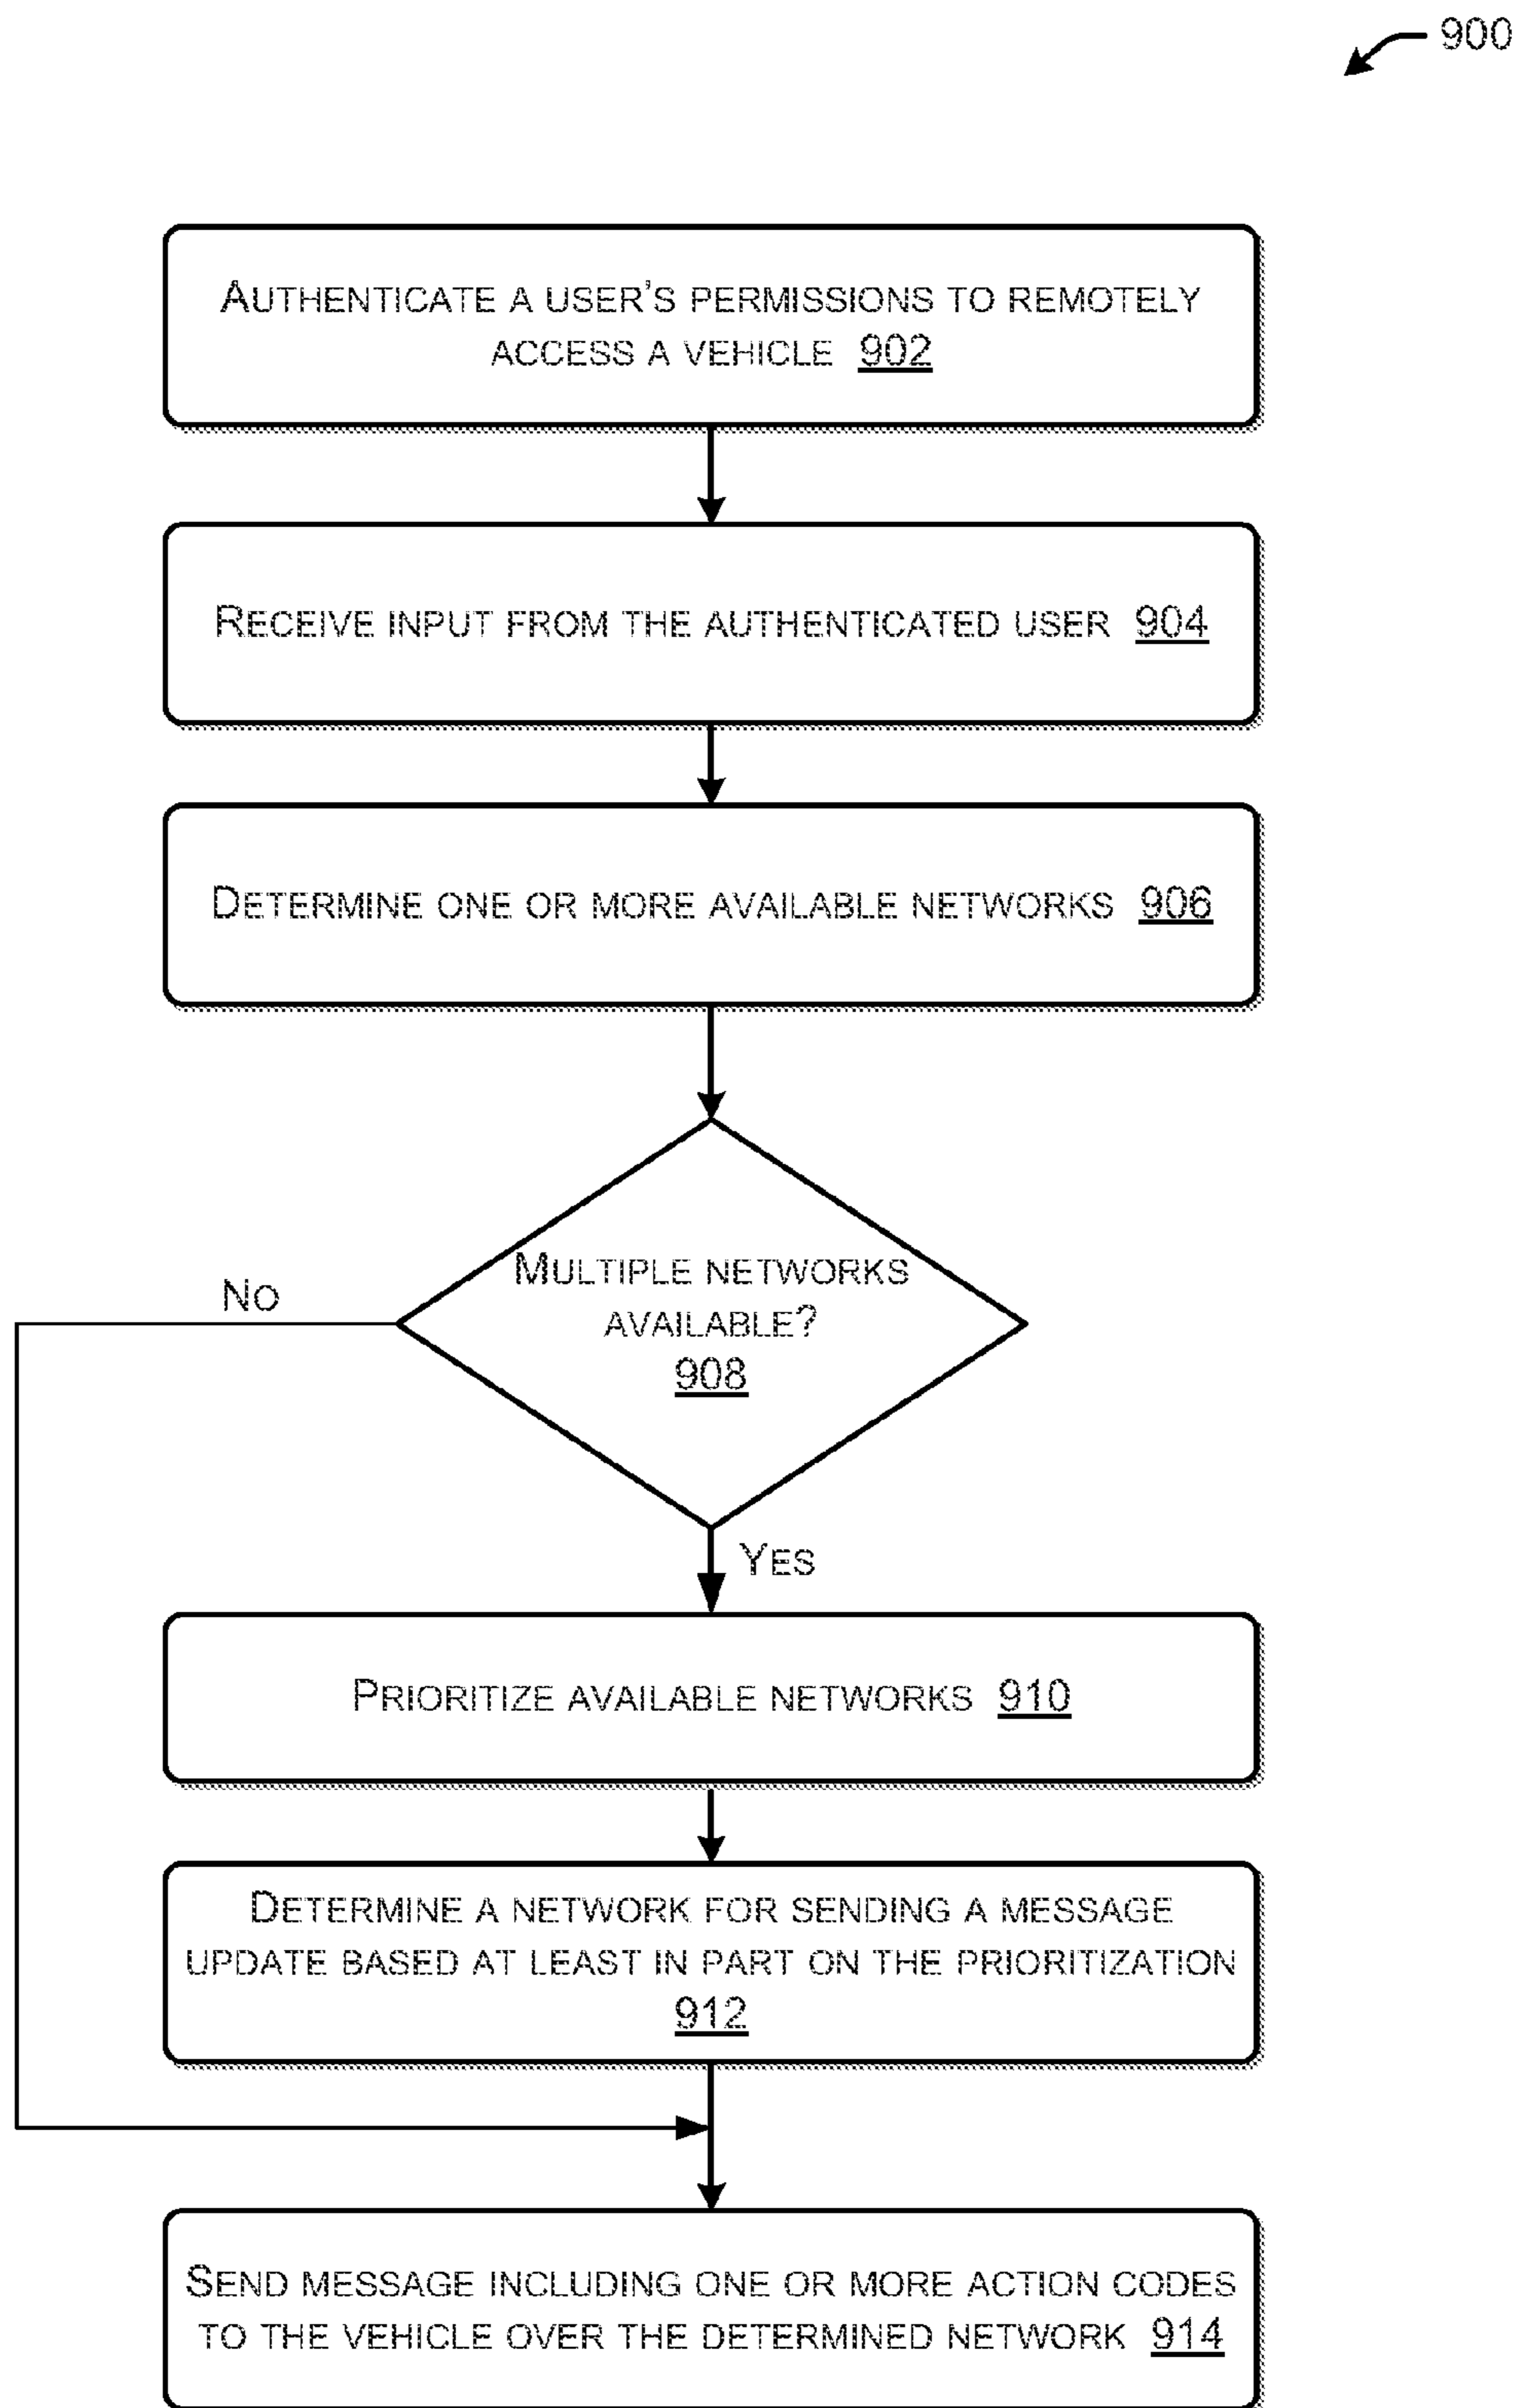 900
AUTHENTICATE A USER'S PERMISSIONS TO REMOTELY
ACCESS A VEHICLE 902
RECEIVE INPUT FROM THE AUTHENTICATED USER 904
DETERMINE ONE OR MORE AVAILABLE NETWORKS 906
MULTIPLE NETWORKS
AVAILABLE?
908
NO
YES
PRIORITIZE AVAILABLE NETWORKS 910
DETERMINE A NETWORK FOR SENDING A MESSAGE
UPDATE BASED AT LEAST IN PART ON THE PRIORITIZATION
912
SEND MESSAGE INCLUDING ONE OR MORE ACTION CODES
TO THE VEHICLE OVER THE DETERMINED NETWORK 914